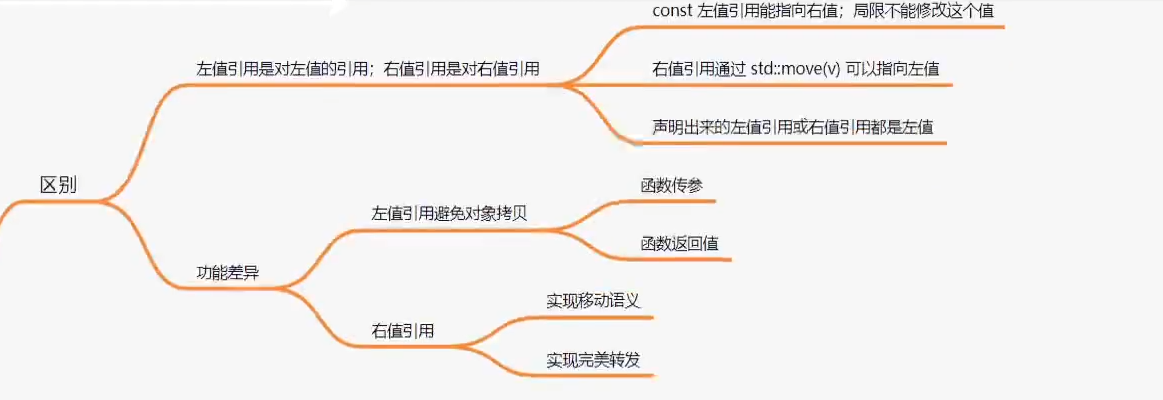 const 左值引用能指向右值；局限不能修改这个值
左值引用是对左值的引用；右值引用是对右值引用
右值引用通过 std::move(v) 可以指向左值
声明出来的左值引用或右值引用都是左值
区别
函数传参
左值引用避免对象拷贝
函数返回值
功能差异
实现移动语义
右值引用
实现完美转发